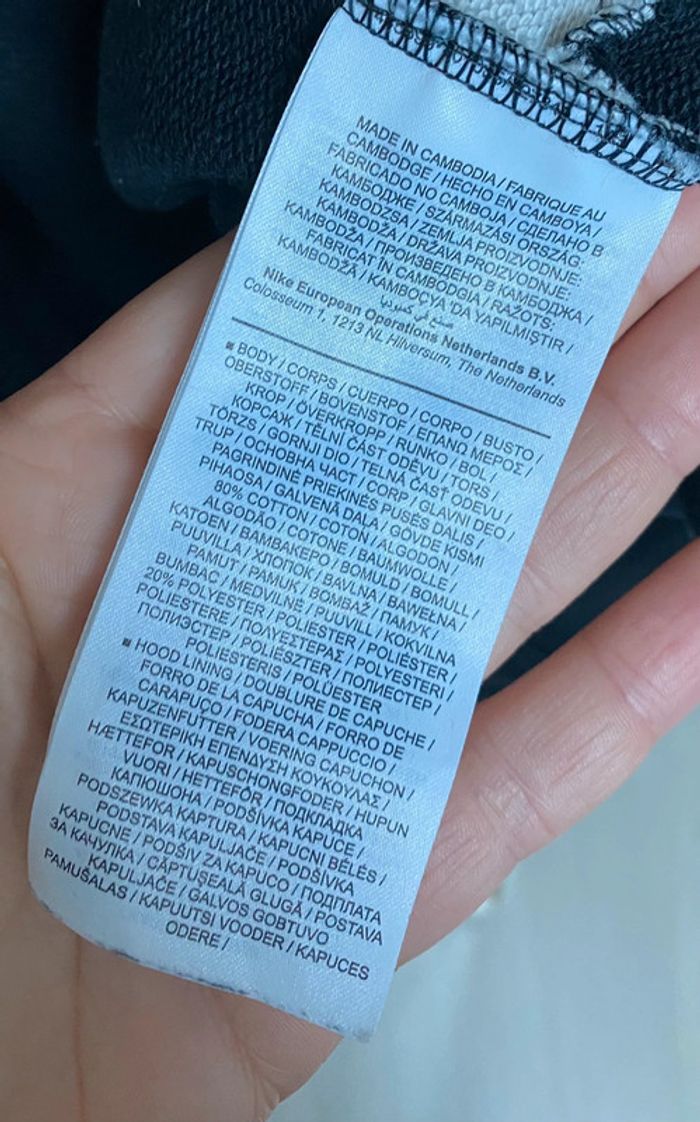 MADE IN CAMBODIA / FABRIQUE AU
CAMBODGE / HECHO EN CAMBOYA /
FABRICADO NO CAMBOJA / СДЕЛАНО В
КАМБОДЖЕ / SZÁRMAZÁSI ORSZÁG:
KAMBODZSA / ZEMLJA PROIZVODNJE:
KAMBODŽA / DRŽAVA PROIZVODNJE:
KAMBODŽA / ПРОИЗВЕДЕНО В КАМБОДЖА /
FABRICAT ÎN CAMBODGIA / RAŽOTS:
KAMBODŽA / KAMBOÇYA'DA YAPILMIŞTIR /
صنع في كمبوديا
Nike European Operations Netherlands B.V.
Colosseum 1, 1213 NL Hilversum, The Netherlands
■ BODY / CORPS / CUERPO / CORPO / BUSTO /
OBERSTOFF / BOVENSTOF / ΕΠΑΝΩ ΜΕΡΟΣ /
KROP / ÖVERKROPP / RUNKO / BOL /
КОРСАЖ / TĚLNÍ ČÁST ODĚVU / TORS /
TÖRZS / GORNJI DIO / TELNÁ ČASŤ ODEVU /
TRUP / ОСНОВНА ЧАСТ / CORP / GLAVNI DEO /
PAGRINDINĖ PRIEKINĖS PUSĖS DALIS /
PIHAOSA / GALVENĀ DAĻA / GÖVDE KISMI
80% COTTON / COTON / ALGODÓN /
ALGODÃO / COTONE / BAUMWOLLE /
KATOEN / ΒΑΜΒΑΚΕΡΟ / BOMULD / BOMULL /
PUUVILLA / ХЛОПОК / BAVLNA / BAWEŁNA /
PAMUT / PAMUK / BOMBAŽ / ПАМУК /
BUMBAC / MEDVILNĖ / PUUVILL / KOKVILNA
20% POLYESTER / POLIESTER / POLIÉSTER /
POLIESTERE / ΠΟΛΥΕΣΤΕΡΑΣ / POLYESTERI /
ПОЛИЭСТЕР / POLIÉSZTER / ПОЛИЕСТЕР /
POLIESTERIS / POLÜESTER
■ HOOD LINING / DOUBLURE DE CAPUCHE /
FORRO DE LA CAPUCHA / FORRO DE
CARAPUÇO / FODERA CAPPUCCIO /
KAPUZENFUTTER / VOERING CAPUCHON /
ΕΣΩΤΕΡΙΚΗ ΕΠΕΝΔΥΣΗ ΚΟΥΚΟΥΛΑΣ /
HÆTTEFOR / KAPUSCHONGFODER / HUPUN
VUORI / HETTEFÔR / ПОДКЛАДКА
КАПЮШОНА / PODŠÍVKA KAPUCE /
PODSZEWKA KAPTURA / KAPUCNI BÉLÉS /
PODSTAVA KAPULJAČE / PODŠÍVKA
KAPUCNE / PODŠIV ZA KAPUCO / ПОДПЛАТА
ЗА КАЧУЛКА / CĂPTUŞEALĂ GLUGĂ / POSTAVA
KAPULJAČE / GALVOS GOBTUVO
PAMUŠALAS / KAPUUTSI VOODER / KAPUCES
ODERE /